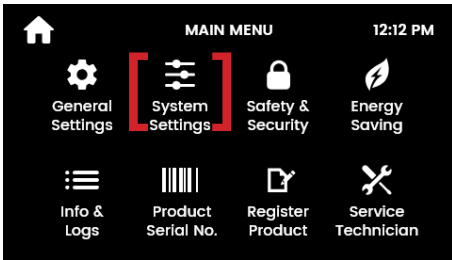 MAIN MENU 12:12 PM
General Settings
System Settings
Safety & Security
Energy Saving
Info & Logs
Product Serial No.
Register Product
Service Technician